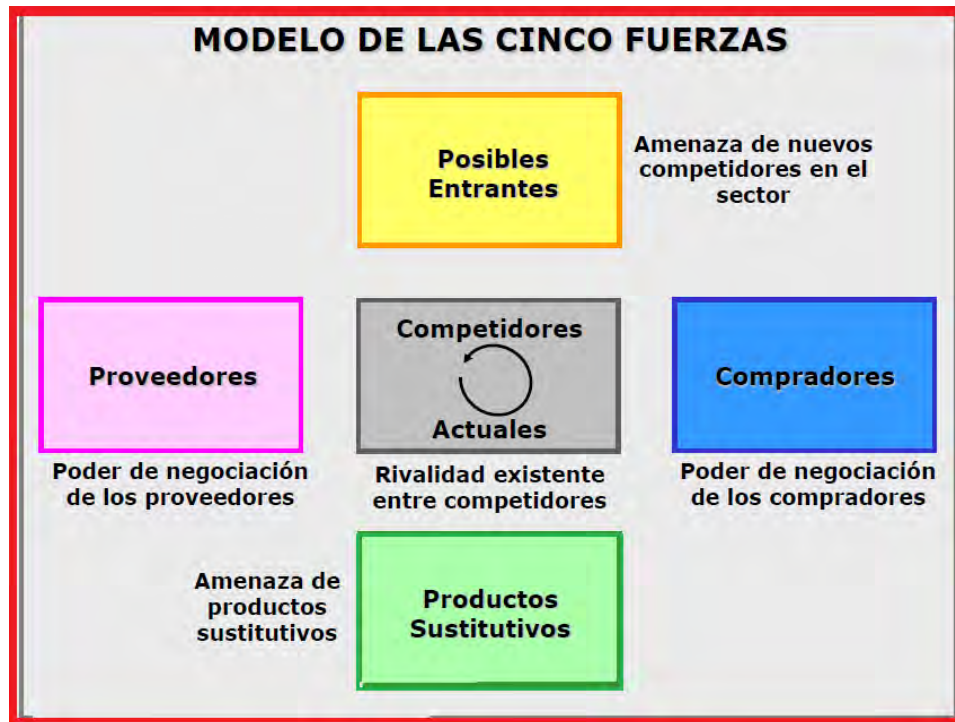 MODELO DE LAS CINCO FUERZAS
Posibles
Entrantes
Amenaza de nuevos
competidores en el
sector
Proveedores
Poder de negociación
de los proveedores
Competidores
Actuales
Rivalidad existente
entre competidores
Compradores
Poder de negociación
de los compradores
Amenaza de
productos
sustitutivos
Productos
Sustitutivos